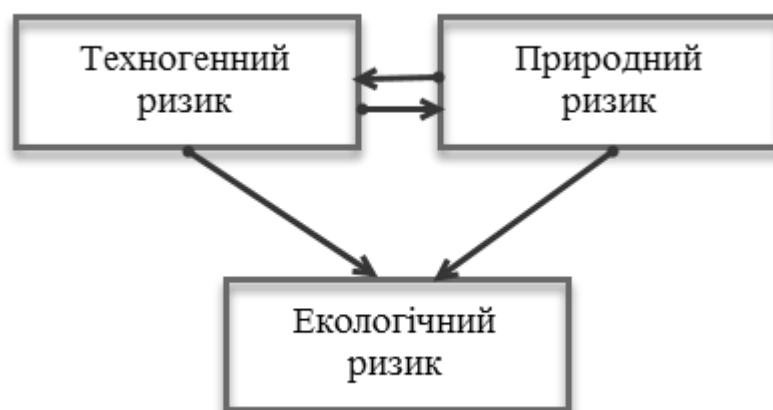 Техногенний
ризик
Природний
ризик
Екологічний
ризик